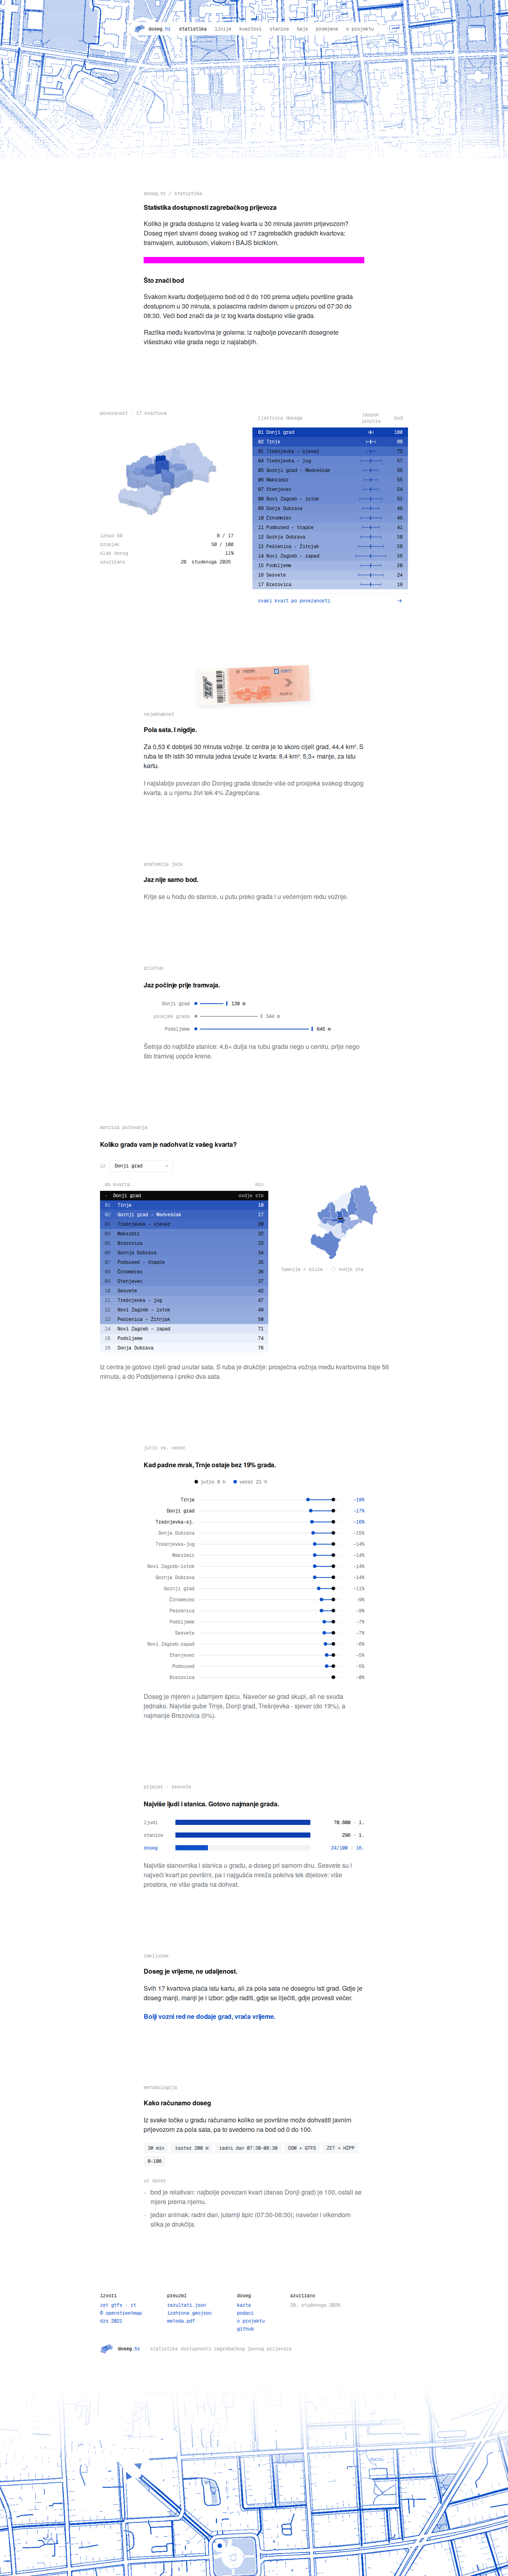 doseg.hr statistika linije kvartovi stanice bajs primjene o projektu
doseg.hr / statistika
Statistika dostupnosti zagrebačkog prijevoza
Koliko je grada dostupno iz vašeg kvarta u 30 minuta javnim prijevozom?
Doseg mjeri stvarni doseg svakog od 17 zagrebačkih gradskih kvartova:
tramvajem, autobusom, vlakom i BAJS biciklom.
Što znači bod
Svakom kvartu dodjeljujemo bod od 0 do 100 prema udjelu površine grada
dostupnom u 30 minuta, s polascima radnim danom u prozoru od 07:30 do
08:30. Veći bod znači da je iz tog kvarta dostupno više grada.
Razlika među kvartovima je golema: iz najbolje povezanih dosegnete
višestruko više grada nego iz najslabijih.
povezanost · 17 kvartova
iznad 50 8 / 17
prosjek 50 / 100
slab doseg 11%
ažurirano 20. studenoga 2025.
ljestvica dosega raspon iznutra bod
01 Donji grad 100
02 Trnje 88
03 Trešnjevka - sjever 72
04 Trešnjevka - jug 57
05 Gornji grad - Medveščak 56
06 Maksimir 55
07 Stenjevec 54
08 Novi Zagreb - istok 52
09 Donja Dubrava 49
10 Črnomerec 46
11 Podsused - Vrapče 41
12 Gornja Dubrava 38
13 Peščenica - Žitnjak 38
14 Novi Zagreb - zapad 36
15 Podsljeme 30
16 Sesvete 24
17 Brezovica 19
svaki kvart po povezanosti →
ZET
nejednakost
Pola sata. I nigdje.
Za 0,53 € dobiješ 30 minuta vožnje. Iz centra je to skoro cijeli grad, 44,4 km². S
ruba te tih istih 30 minuta jedva izvuče iz kvarta: 8,4 km². 5,3× manje, za istu
kartu.
I najslabije povezan dio Donjeg grada doseže više od prosjeka svakog drugog
kvarta, a u njemu živi tek 4% Zagrepčana.
anatomija jaza
Jaz nije samo bod.
Krije se u hodu do stanice, u putu preko grada i u večernjem redu vožnje.
pristup
Jaz počinje prije tramvaja.
Donji grad 139 m
prosjek grada 344 m
Podsljeme 645 m
Šetnja do najbliže stanice: 4,6× dulja na rubu grada nego u centru, prije nego
što tramvaj uopće krene.
matrica putovanja
Koliko grada vam je nadohvat iz vašeg kvarta?
iz Donji grad
do kvarta min
· Donji grad ovdje ste
01 Trnje 10
02 Gornji grad - Medveščak 17
03 Trešnjevka - sjever 20
04 Maksimir 32
05 Brezovica 33
06 Gornja Dubrava 34
07 Podsused - Vrapče 35
08 Črnomerec 36
09 Stenjevec 37
10 Sesvete 42
11 Trešnjevka - jug 47
12 Novi Zagreb - istok 49
13 Peščenica - Žitnjak 50
14 Novi Zagreb - zapad 71
15 Podsljeme 74
16 Donja Dubrava 76
tamnije = bliže · ovdje ste
Iz centra je gotovo cijeli grad unutar sata. S ruba je drukčije: prosječna vožnja među kvartovima traje 56
minuta, a do Podsljemena i preko dva sata.
jutro vs. večer
Kad padne mrak, Trnje ostaje bez 19% grada.
jutro 8 h večer 21 h
Trnje −19%
Donji grad −17%
Trešnjevka-sj. −16%
Donja Dubrava −15%
Trešnjevka-jug −14%
Maksimir −14%
Novi Zagreb-istok −14%
Gornja Dubrava −14%
Gornji grad −11%
Črnomerec −9%
Peščenica −9%
Podsljeme −7%
Sesvete −7%
Novi Zagreb-zapad −6%
Stenjevec −5%
Podsused −5%
Brezovica −0%
Doseg je mjeren u jutarnjem špicu. Navečer se grad skupi, ali ne svuda
jednako. Najviše gube Trnje, Donji grad, Trešnjevka - sjever (do 19%), a
najmanje Brezovica (0%).
primjer · sesvete
Najviše ljudi i stanica. Gotovo najmanje grada.
ljudi 70.800 · 1.
stanice 296 · 1.
doseg 24/100 · 16.
Najviše stanovnika i stanica u gradu, a doseg pri samom dnu. Sesvete su i
najveći kvart po površini, pa i najgušća mreža pokriva tek djelove: više
prostora, ne više grada na dohvat.
zaključak
Doseg je vrijeme, ne udaljenost.
Svih 17 kvartova plaća istu kartu, ali za pola sata ne dosegnu isti grad. Gdje je
doseg manji, manji je i izbor: gdje raditi, gdje se liječiti, gdje provesti večer.
Bolji vozni red ne dodaje grad, vraća vrijeme.
metodologija
Kako računamo doseg
Iz svake točke u gradu računamo koliko se površine može dohvatiti javnim
prijevozom za pola sata, pa to svedemo na bod od 0 do 100.
30 min raster 200 m radni dan 07:30–08:30 OSM + GTFS ZET + HŽPP
0–100
uz oprez
· bod je relativan: najbolje povezani kvart (danas Donji grad) je 100, ostali se
mjere prema njemu.
· jedan snimak: radni dan, jutarnji špic (07:30-08:30); navečer i vikendom
slika je drukčija.
izvori preuzmi doseg ažurirano
zet gtfs · rt rezultati.json karta 20. studenoga 2025.
© openstreetmap izohrone.geojson podaci
dzs 2021 metoda.pdf o projektu
github
doseg.hr · statistika dostupnosti zagrebačkog javnog prijevoza